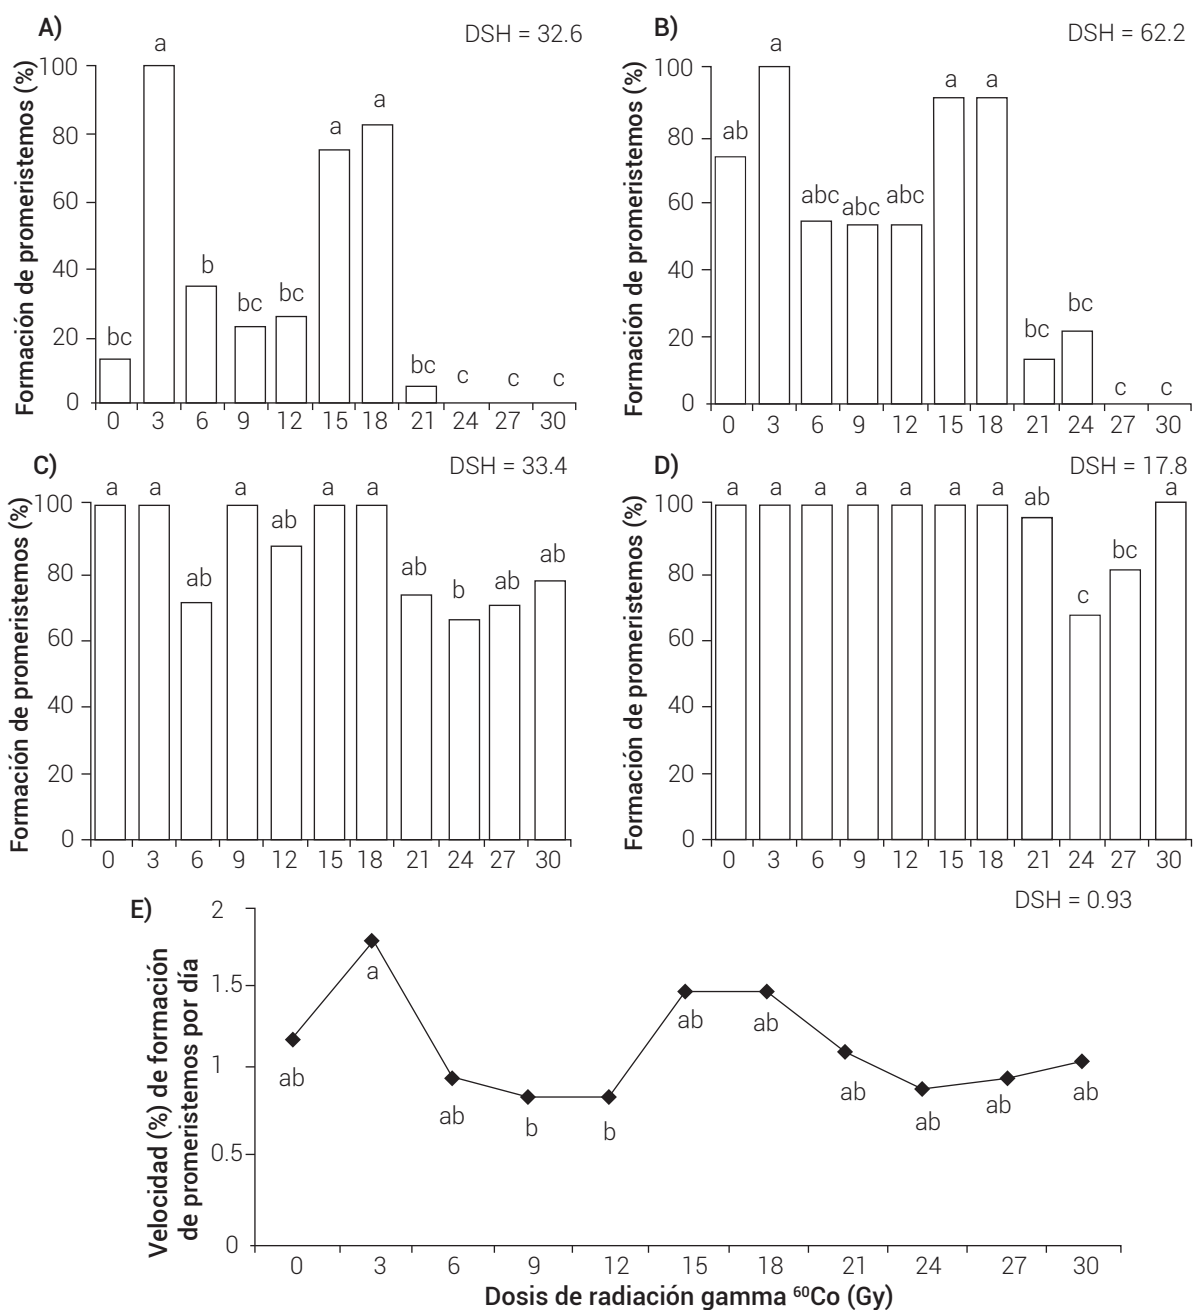 A)
DSH = 32.6
Formación de promeristemos (%)
100
80
60
40
20
0
bc
a
b
bc
bc
a
a
bc
c
c
c
0 3 6 9 12 15 18 21 24 27 30
B)
DSH = 62.2
Formación de promeristemos (%)
100
80
60
40
20
0
ab
a
abc
abc
abc
a
a
bc
bc
c
c
0 3 6 9 12 15 18 21 24 27 30
C)
DSH = 33.4
Formación de promeristemos (%)
100
80
60
40
20
0
a
a
ab
a
ab
a
a
ab
b
ab
ab
0 3 6 9 12 15 18 21 24 27 30
D)
DSH = 17.8
Formación de promeristemos (%)
100
80
60
40
20
0
a
a
a
a
a
a
a
ab
c
bc
a
0 3 6 9 12 15 18 21 24 27 30
E)
DSH = 0.93
Velocidad (%) de formación
de promeristemos por día
2
1.5
1
0.5
0
ab
a
ab
b
b
ab
ab
ab
ab
ab
ab
0 3 6 9 12 15 18 21 24 27 30
Dosis de radiación gamma ⁶⁰Co (Gy)